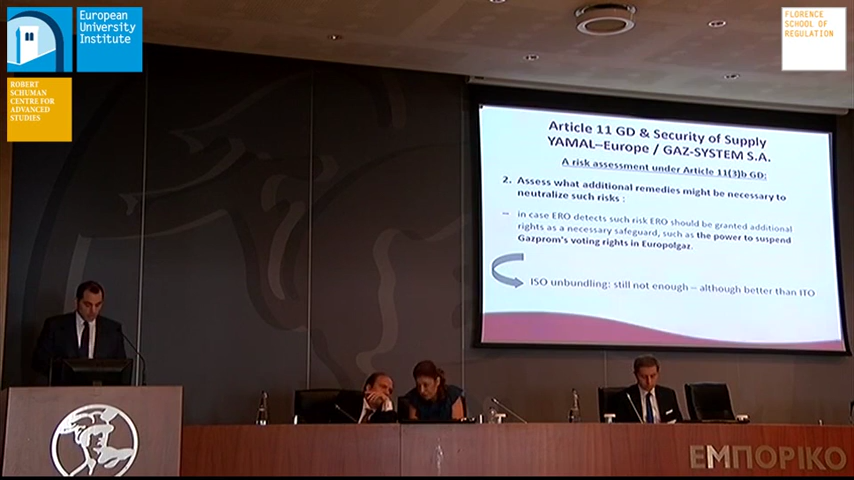 European
University
Institute
ROBERT
SCHUMAN
CENTRE FOR
ADVANCED
STUDIES
FLORENCE
SCHOOL OF
REGULATION
Article 11 GD & Security of Supply
YAMAL–Europe / GAZ-SYSTEM S.A.
A risk assessment under Article 11(3)b GD:
2. Assess what additional remedies might be necessary to
neutralize such risks :
– in case ERO detects such risk ERO should be granted additional
rights as a necessary safeguard, such as the power to suspend
Gazprom's voting rights in Europolgaz.
ISO unbundling: still not enough – although better than ITO
ΕΜΠΟΡΙΚΟ